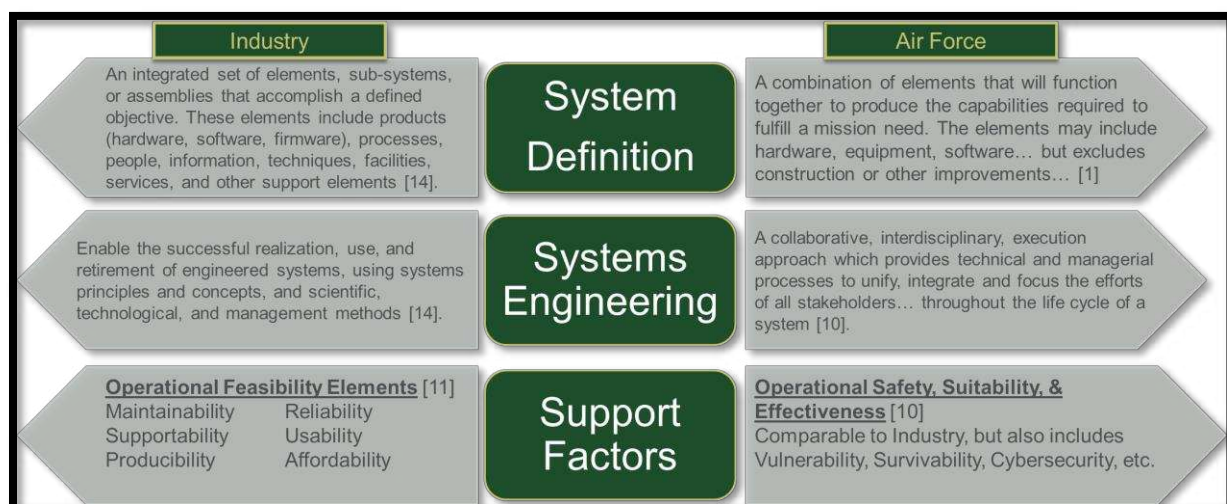 Industry
Air Force
An integrated set of elements, sub-systems,
or assemblies that accomplish a defined
objective. These elements include products
(hardware, software, firmware), processes,
people, information, techniques, facilities,
services, and other support elements [14].
System
Definition
A combination of elements that will function
together to produce the capabilities required to
fulfill a mission need. The elements may include
hardware, equipment, software… but excludes
construction or other improvements… [1]
Enable the successful realization, use, and
retirement of engineered systems, using systems
principles and concepts, and scientific,
technological, and management methods [14].
Systems
Engineering
A collaborative, interdisciplinary, execution
approach which provides technical and managerial
processes to unify, integrate and focus the efforts
of all stakeholders… throughout the life cycle of a
system [10].
Operational Feasibility Elements [11]
Maintainability Reliability
Supportability Usability
Producibility Affordability
Support
Factors
Operational Safety, Suitability, &
Effectiveness [10]
Comparable to Industry, but also includes
Vulnerability, Survivability, Cybersecurity, etc.